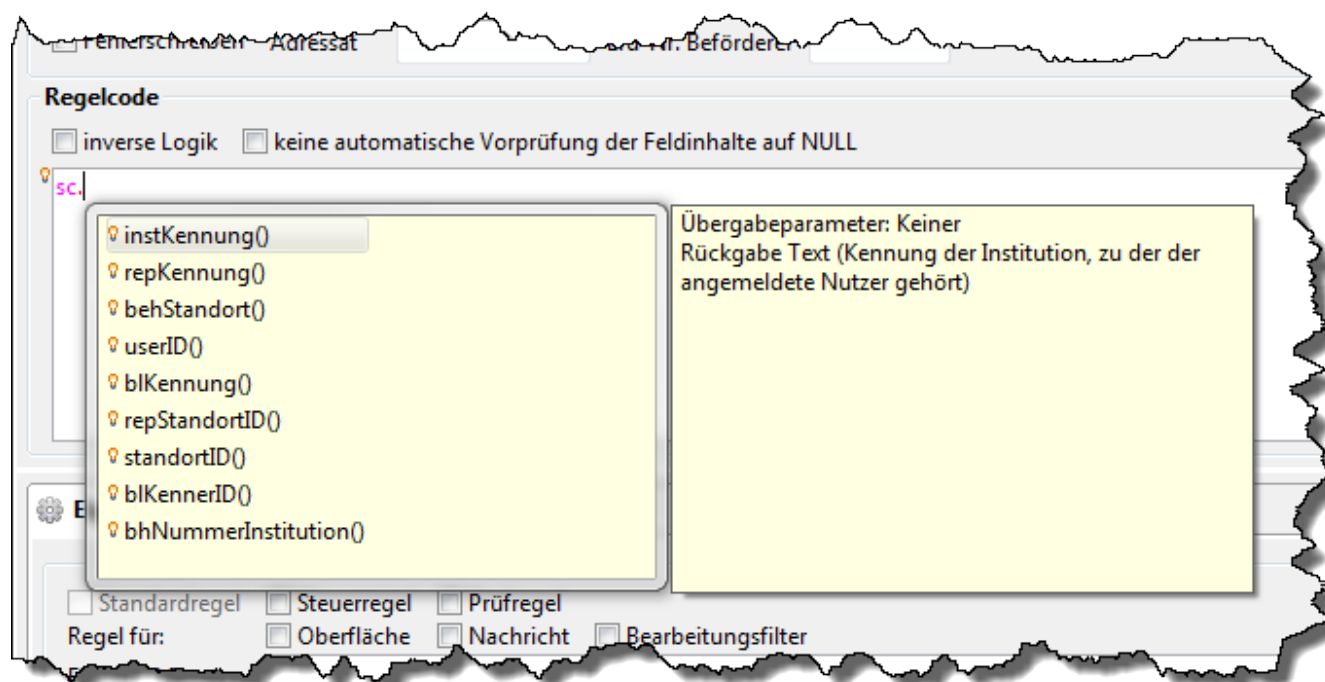 Adressat
Regelcode
inverse Logik keine automatische Vorprüfung der Feldinhalte auf NULL
sc.
instKennung()
repKennung()
behStandort()
userID()
blKennung()
repStandortID()
standortID()
blKennerID()
bhNummerInstitution()
Übergabeparameter: Keiner
Rückgabe Text (Kennung der Institution, zu der der
angemeldete Nutzer gehört)
Standardregel Steuerregel Prüfregel
Regel für: Oberfläche Nachricht Bearbeitungsfilter